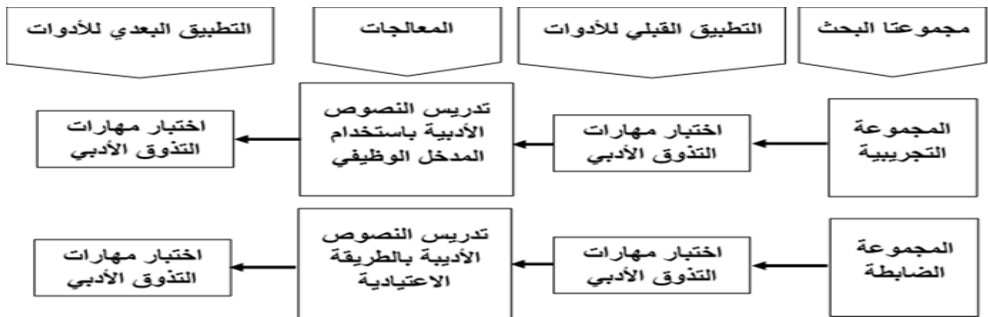 مجموعتا البحث
التطبيق القبلي للأدوات
المعالجات
التطبيق البعدي للأدوات
المجموعة
التجريبية
اختبار مهارات
التذوق الأدبي
تدريس النصوص
الأدبية باستخدام
المدخل الوظيفي
اختبار مهارات
التذوق الأدبي
المجموعة
الضابطة
اختبار مهارات
التذوق الأدبي
تدريس النصوص
الأديبة بالطريقة
الاعتيادية
اختبار مهارات
التذوق الأدبي